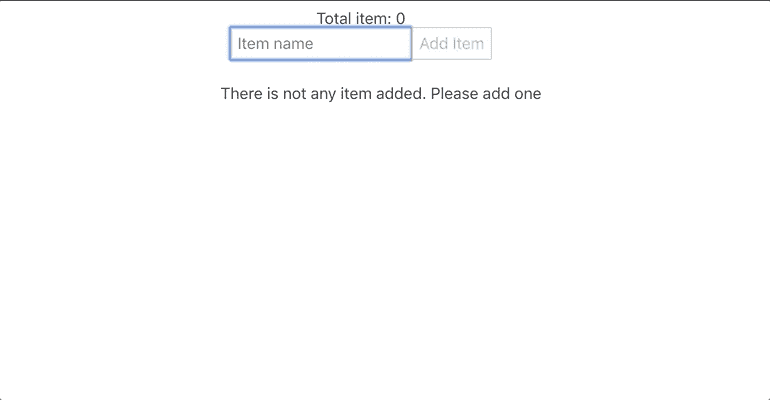 Total item: 0
Item name Add Item
There is not any item added. Please add one